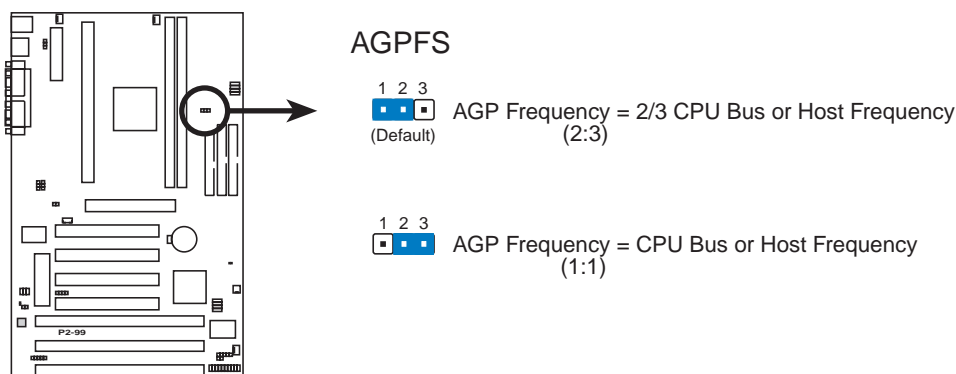 AGPFS
1 2 3
AGP Frequency = 2/3 CPU Bus or Host Frequency
(Default)
(2:3)
1 2 3
AGP Frequency = CPU Bus or Host Frequency
(1:1)
P2-99